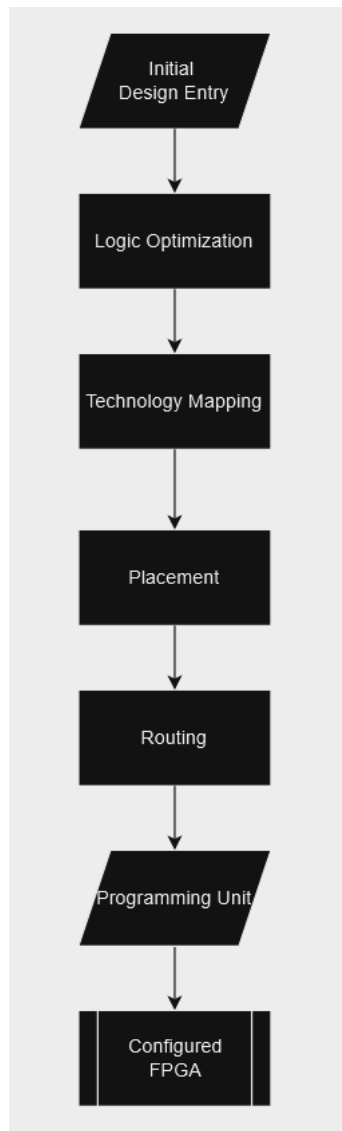 Initial
Design Entry
Logic Optimization
Technology Mapping
Placement
Routing
Programming Unit
Configured
FPGA